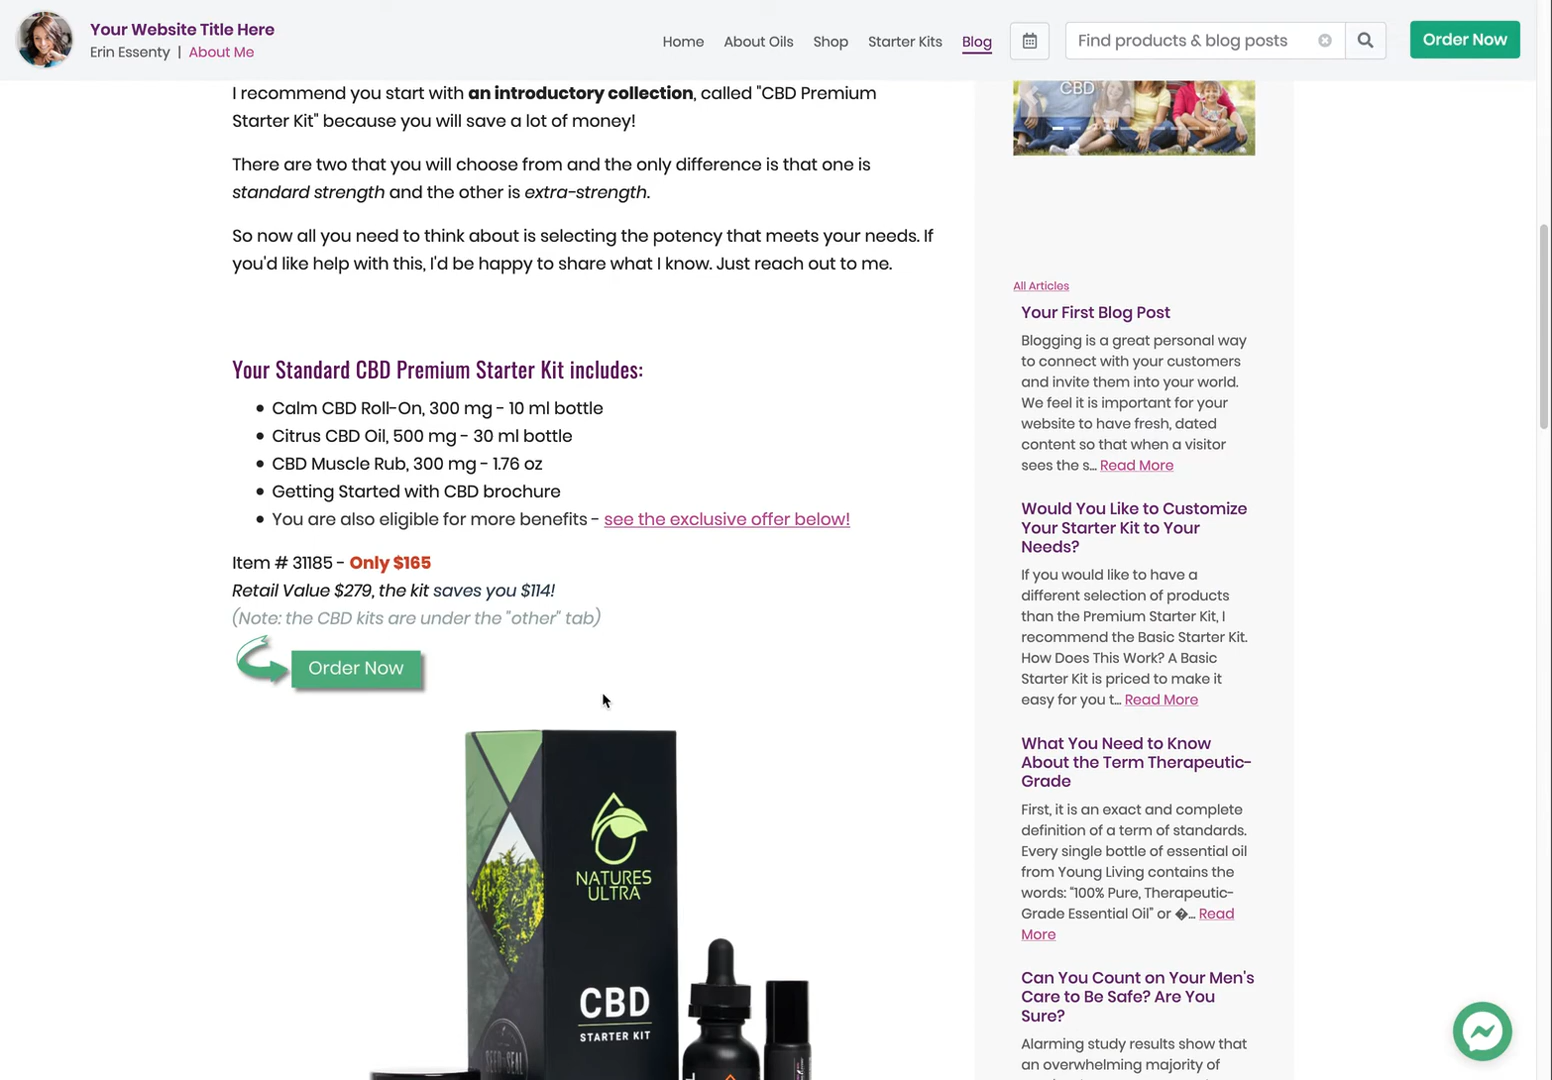 Your Website Title Here
Erin Essenty | About Me
Home
About Oils
Shop
Starter Kits
Blog
Find products & blog posts
Order Now
I recommend you start with an introductory collection, called "CBD Premium
Starter Kit" because you will save a lot of money!
There are two that you will choose from and the only difference is that one is
standard strength and the other is extra-strength.
So now all you need to think about is selecting the potency that meets your needs. If
you'd like help with this, I'd be happy to share what I know. Just reach out to me.
Your Standard CBD Premium Starter Kit includes:
Calm CBD Roll-On, 300 mg - 10 ml bottle
Citrus CBD Oil, 500 mg - 30 ml bottle
CBD Muscle Rub, 300 mg - 1.76 oz
Getting Started with CBD brochure
You are also eligible for more benefits - see the exclusive offer below!
Item # 31185 - Only $165
Retail Value $279, the kit saves you $114!
(Note: the CBD kits are under the "other" tab)
Order Now
NATURES
ULTRA
CBD
STARTER KIT
CBD
All Articles
Your First Blog Post
Blogging is a great personal way
to connect with your customers
and invite them into your world.
We feel it is important for your
website to have fresh, dated
content so that when a visitor
sees the s... Read More
Would You Like to Customize
Your Starter Kit to Your
Needs?
If you would like to have a
different selection of products
than the Premium Starter Kit, I
recommend the Basic Starter Kit.
How Does This Work? A Basic
Starter Kit is priced to make it
easy for you t... Read More
What You Need to Know
About the Term Therapeutic-
Grade
First, it is an exact and complete
definition of a term of standards.
Every single bottle of essential oil
from Young Living contains the
words: "100% Pure, Therapeutic-
Grade Essential Oil" or �... Read
More
Can You Count on Your Men's
Care to Be Safe? Are You
Sure?
Alarming study results show that
an overwhelming majority of